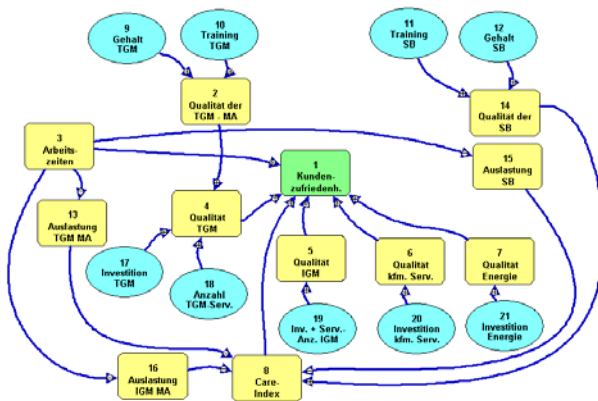 9
Gehalt
TGM
10
Training
TGM
11
Training
SB
12
Gehalt
SB
2
Qualität der
TGM - MA
14
Qualität der
SB
3
Arbeits-
zeiten
1
Kunden-
zufriedenh.
15
Auslastung
SB
13
Auslastung
TGM MA
4
Qualität
TGM
5
Qualität
IGM
6
Qualität
kfm. Serv.
7
Qualität
Energie
17
Investition
TGM
18
Anzahl
TGM-Serv.
19
Inv. + Serv.-
Anz. IGM
20
Investition
kfm. Serv.
21
Investition
Energie
16
Auslastung
IGM MA
8
Care-
Index